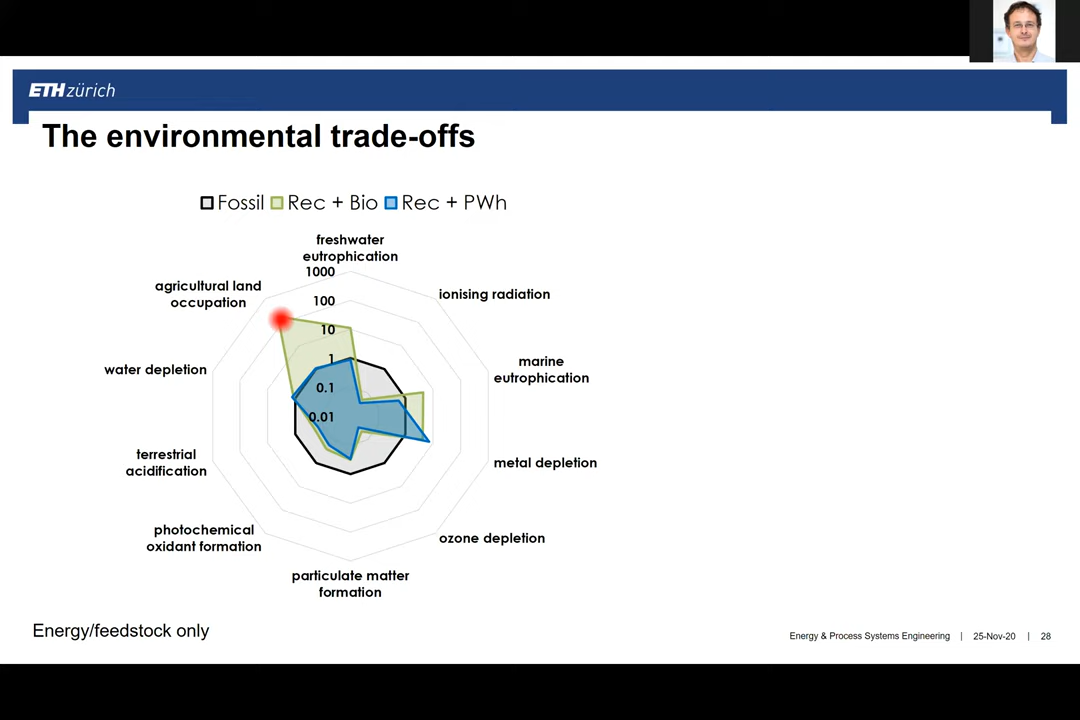 ETH zürich
The environmental trade-offs
Fossil Rec + Bio Rec + PWh
freshwater
eutrophication
1000
100
10
1
0.1
0.01
ionising radiation
marine
eutrophication
metal depletion
ozone depletion
particulate matter
formation
photochemical
oxidant formation
terrestrial
acidification
water depletion
agricultural land
occupation
Energy/feedstock only
Energy & Process Systems Engineering | 25-Nov-20 | 28